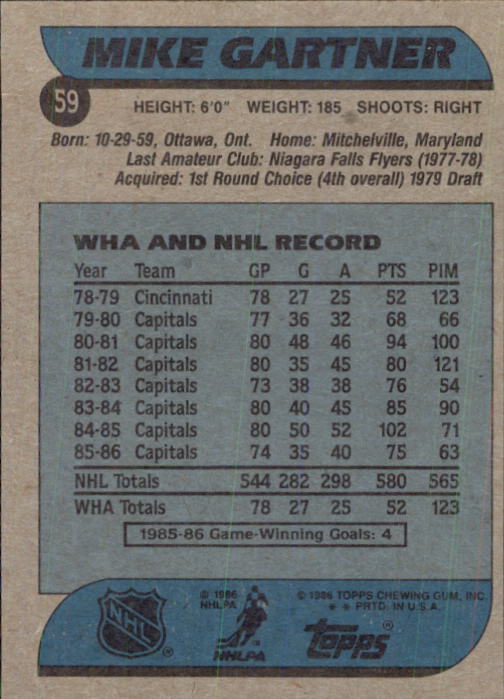 MIKE GARTNER
59
HEIGHT: 6'0" WEIGHT: 185 SHOOTS: RIGHT
Born: 10-29-59, Ottawa, Ont. Home: Mitchelville, Maryland
Last Amateur Club: Niagara Falls Flyers (1977-78)
Acquired: 1st Round Choice (4th overall) 1979 Draft
WHA AND NHL RECORD
Year Team GP G A PTS PIM
78-79 Cincinnati 78 27 25 52 123
79-80 Capitals 77 36 32 68 66
80-81 Capitals 80 48 46 94 100
81-82 Capitals 80 35 45 80 121
82-83 Capitals 73 38 38 76 54
83-84 Capitals 80 40 45 85 90
84-85 Capitals 80 50 52 102 71
85-86 Capitals 74 35 40 75 63
NHL Totals 544 282 298 580 565
WHA Totals 78 27 25 52 123
1985-86 Game-Winning Goals: 4
NHL ®
© 1986
NHLPA
NHLPA
© 1986 TOPPS CHEWING GUM, INC.
* * PRTD. IN U.S.A.
topps ®